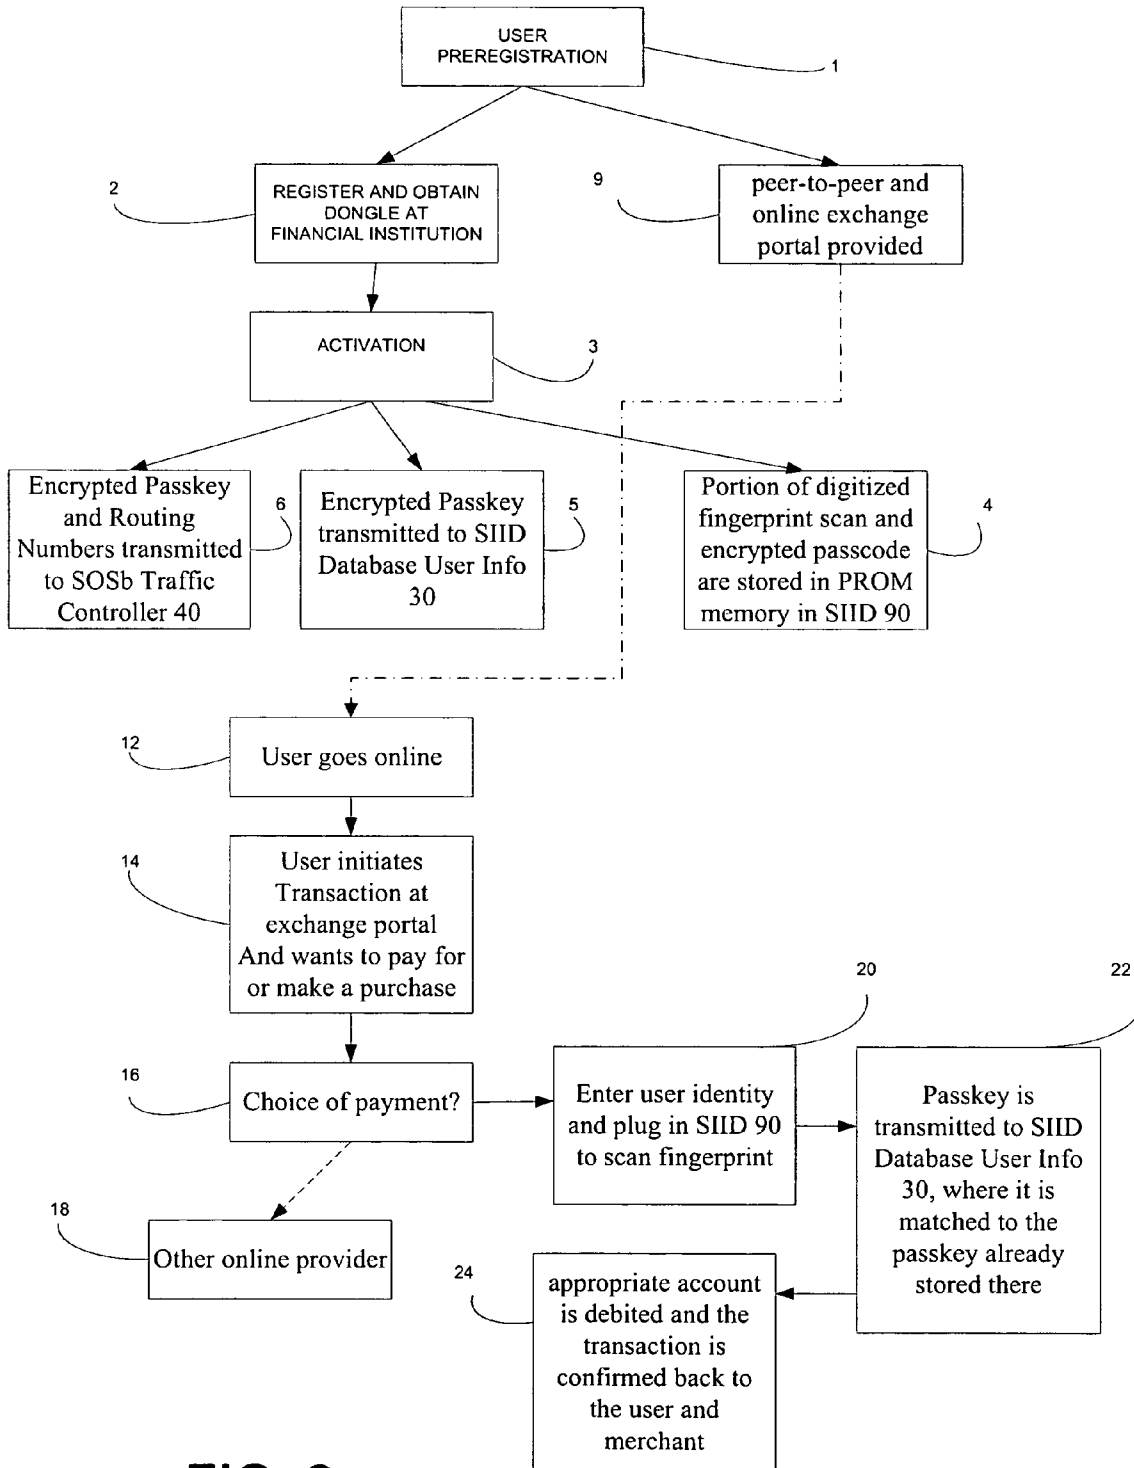 USER
PREREGISTRATION
1
2
REGISTER AND OBTAIN
DONGLE AT
FINANCIAL INSTITUTION
9
peer-to-peer and
online exchange
portal provided
ACTIVATION
3
Encrypted Passkey
and Routing
Numbers transmitted
to SOSb Traffic
Controller 40
6
Encrypted Passkey
transmitted to SIID
Database User Info
30
5
Portion of digitized
fingerprint scan and
encrypted passcode
are stored in PROM
memory in SIID 90
4
12
User goes online
14
User initiates
Transaction at
exchange portal
And wants to pay for
or make a purchase
16
Choice of payment?
20
Enter user identity
and plug in SIID 90
to scan fingerprint
22
Passkey is
transmitted to SIID
Database User Info
30, where it is
matched to the
passkey already
stored there
18
Other online provider
24
appropriate account
is debited and the
transaction is
confirmed back to
the user and
merchant